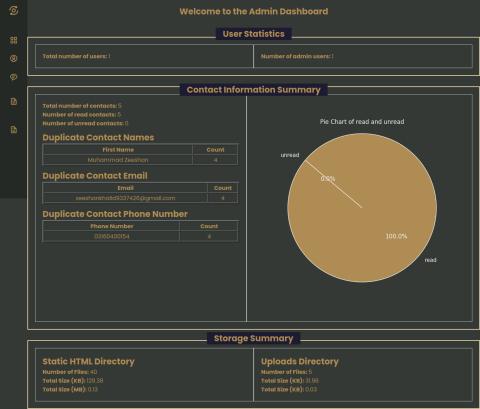 Welcome to the Admin Dashboard
User Statistics
Total number of users: 1
Number of admin users: 1
Contact Information Summary
Total number of contacts: 5
Number of read contacts: 5
Number of unread contacts: 0
Duplicate Contact Names
First Name Count
Muhammad Zeeshan 4
Duplicate Contact Email
Email Count
zeeshankhalid9337426@gmail.com 4
Duplicate Contact Phone Number
Phone Number Count
03160400154 4
Pie Chart of read and unread
unread
0.0%
100.0%
read
Storage Summary
Static HTML Directory
Number of Files: 40
Total Size (KB): 129.38
Total Size (MB): 0.13
Uploads Directory
Number of Files: 5
Total Size (KB): 31.96
Total Size (KB): 0.03